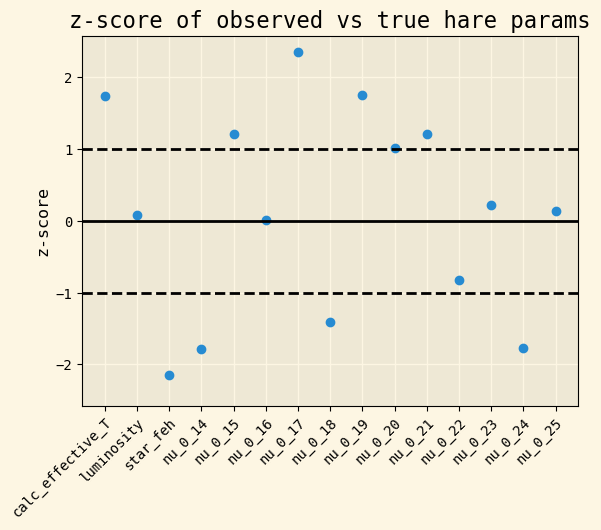 z-score of observed vs true hare params
z-score
2
1
0
−1
−2
calc_effective_T
luminosity
star_feh
nu_0_14
nu_0_15
nu_0_16
nu_0_17
nu_0_18
nu_0_19
nu_0_20
nu_0_21
nu_0_22
nu_0_23
nu_0_24
nu_0_25